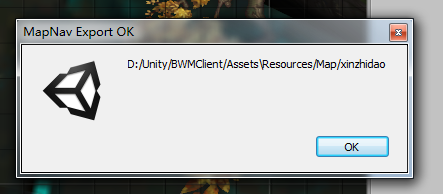 MapNav Export OK
D:/Unity/BWMClient/Assets\Resources/Map/xinzhidao
OK